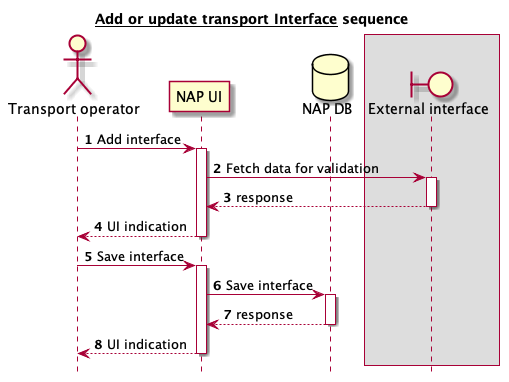 Add or update transport Interface sequence
Transport operator
NAP UI
NAP DB
External interface
1 Add interface
2 Fetch data for validation
3 response
4 UI indication
5 Save interface
6 Save interface
7 response
8 UI indication